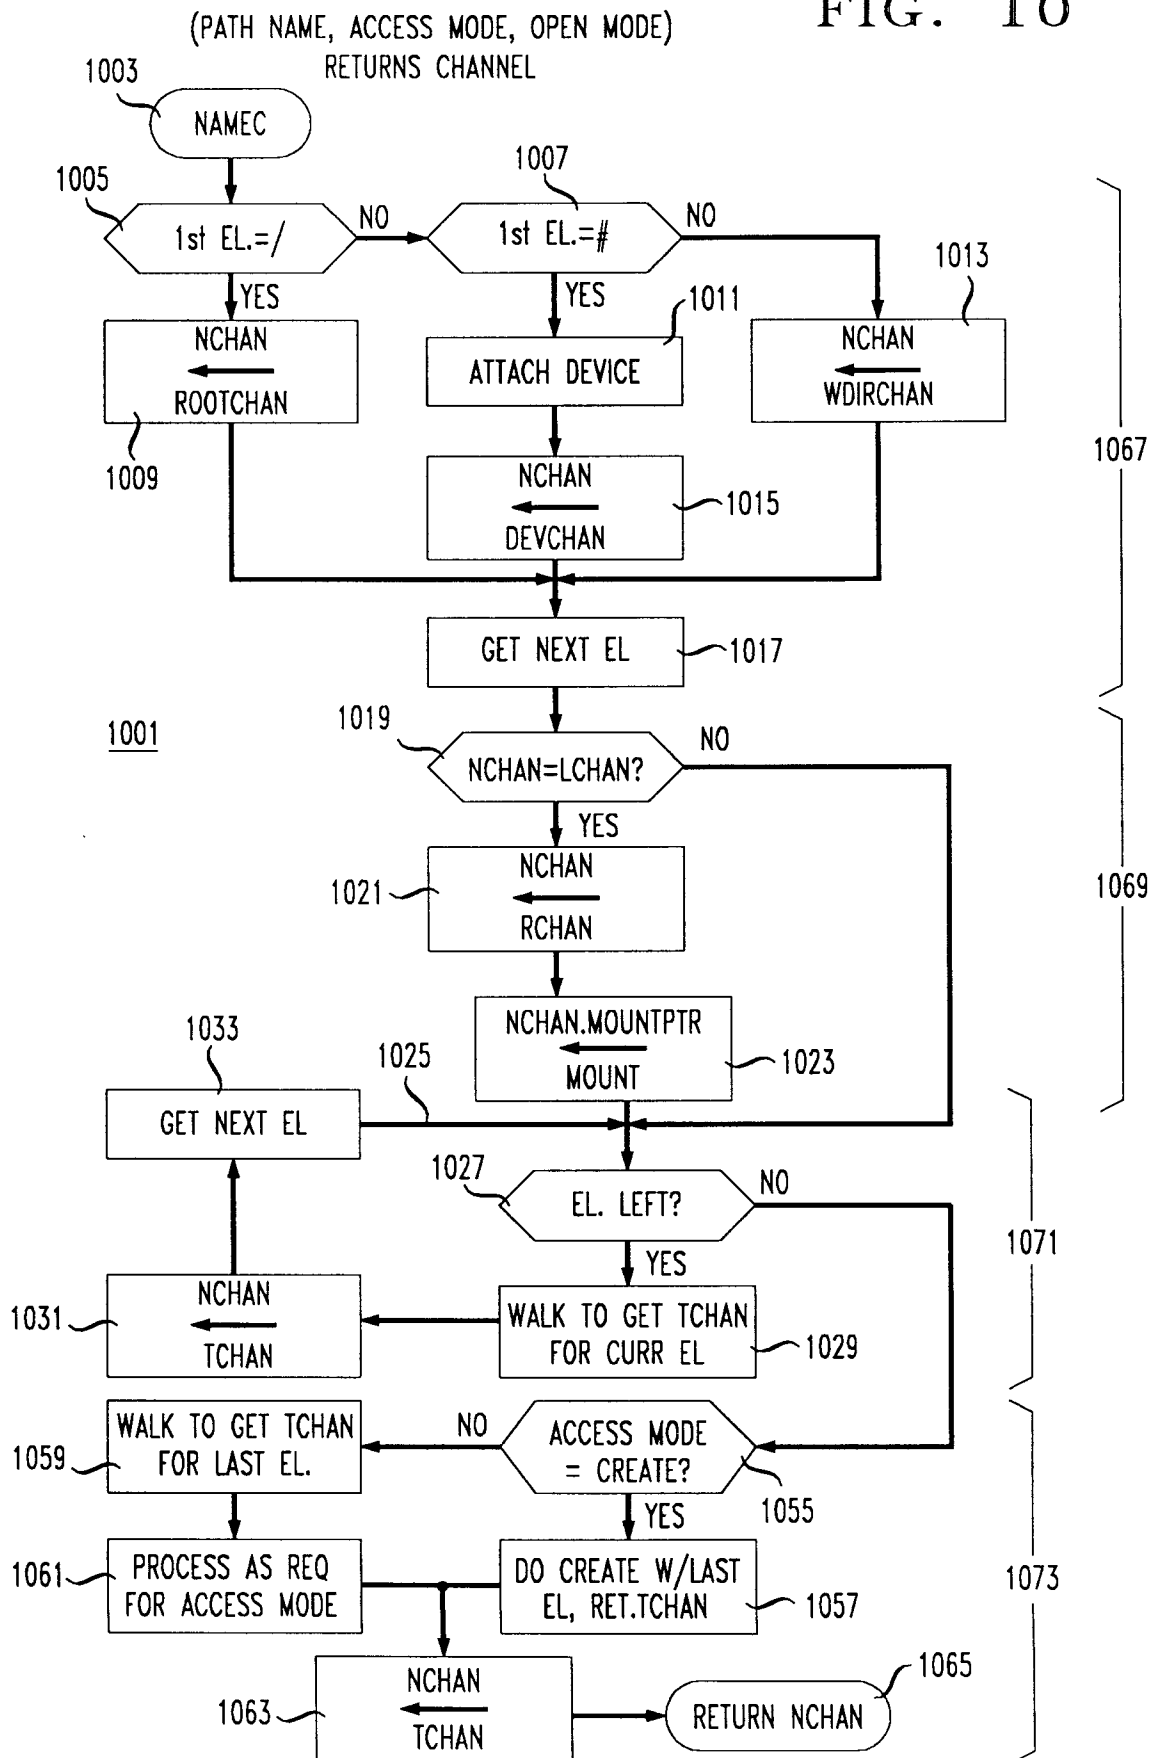 FIG. 10
(PATH NAME, ACCESS MODE, OPEN MODE)
RETURNS CHANNEL
1003
NAMEC
1005
1st EL.=/
NO
1007
1st EL.=#
NO
YES
YES
1013
NCHAN
ROOTCHAN
1009
1011
ATTACH DEVICE
NCHAN
WDIRCHAN
1067
NCHAN
DEVCHAN
1015
GET NEXT EL
1017
1001
1019
NCHAN=LCHAN?
NO
YES
1021
NCHAN
RCHAN
1069
NCHAN.MOUNTPTR
MOUNT
1023
1033
GET NEXT EL
1025
1027
EL. LEFT?
NO
YES
1071
1031
NCHAN
TCHAN
WALK TO GET TCHAN
FOR CURR EL
1029
1059
WALK TO GET TCHAN
FOR LAST EL.
NO
ACCESS MODE
= CREATE?
1055
YES
1061
PROCESS AS REQ
FOR ACCESS MODE
DO CREATE W/LAST
EL, RET.TCHAN
1057
1073
1063
NCHAN
TCHAN
1065
RETURN NCHAN